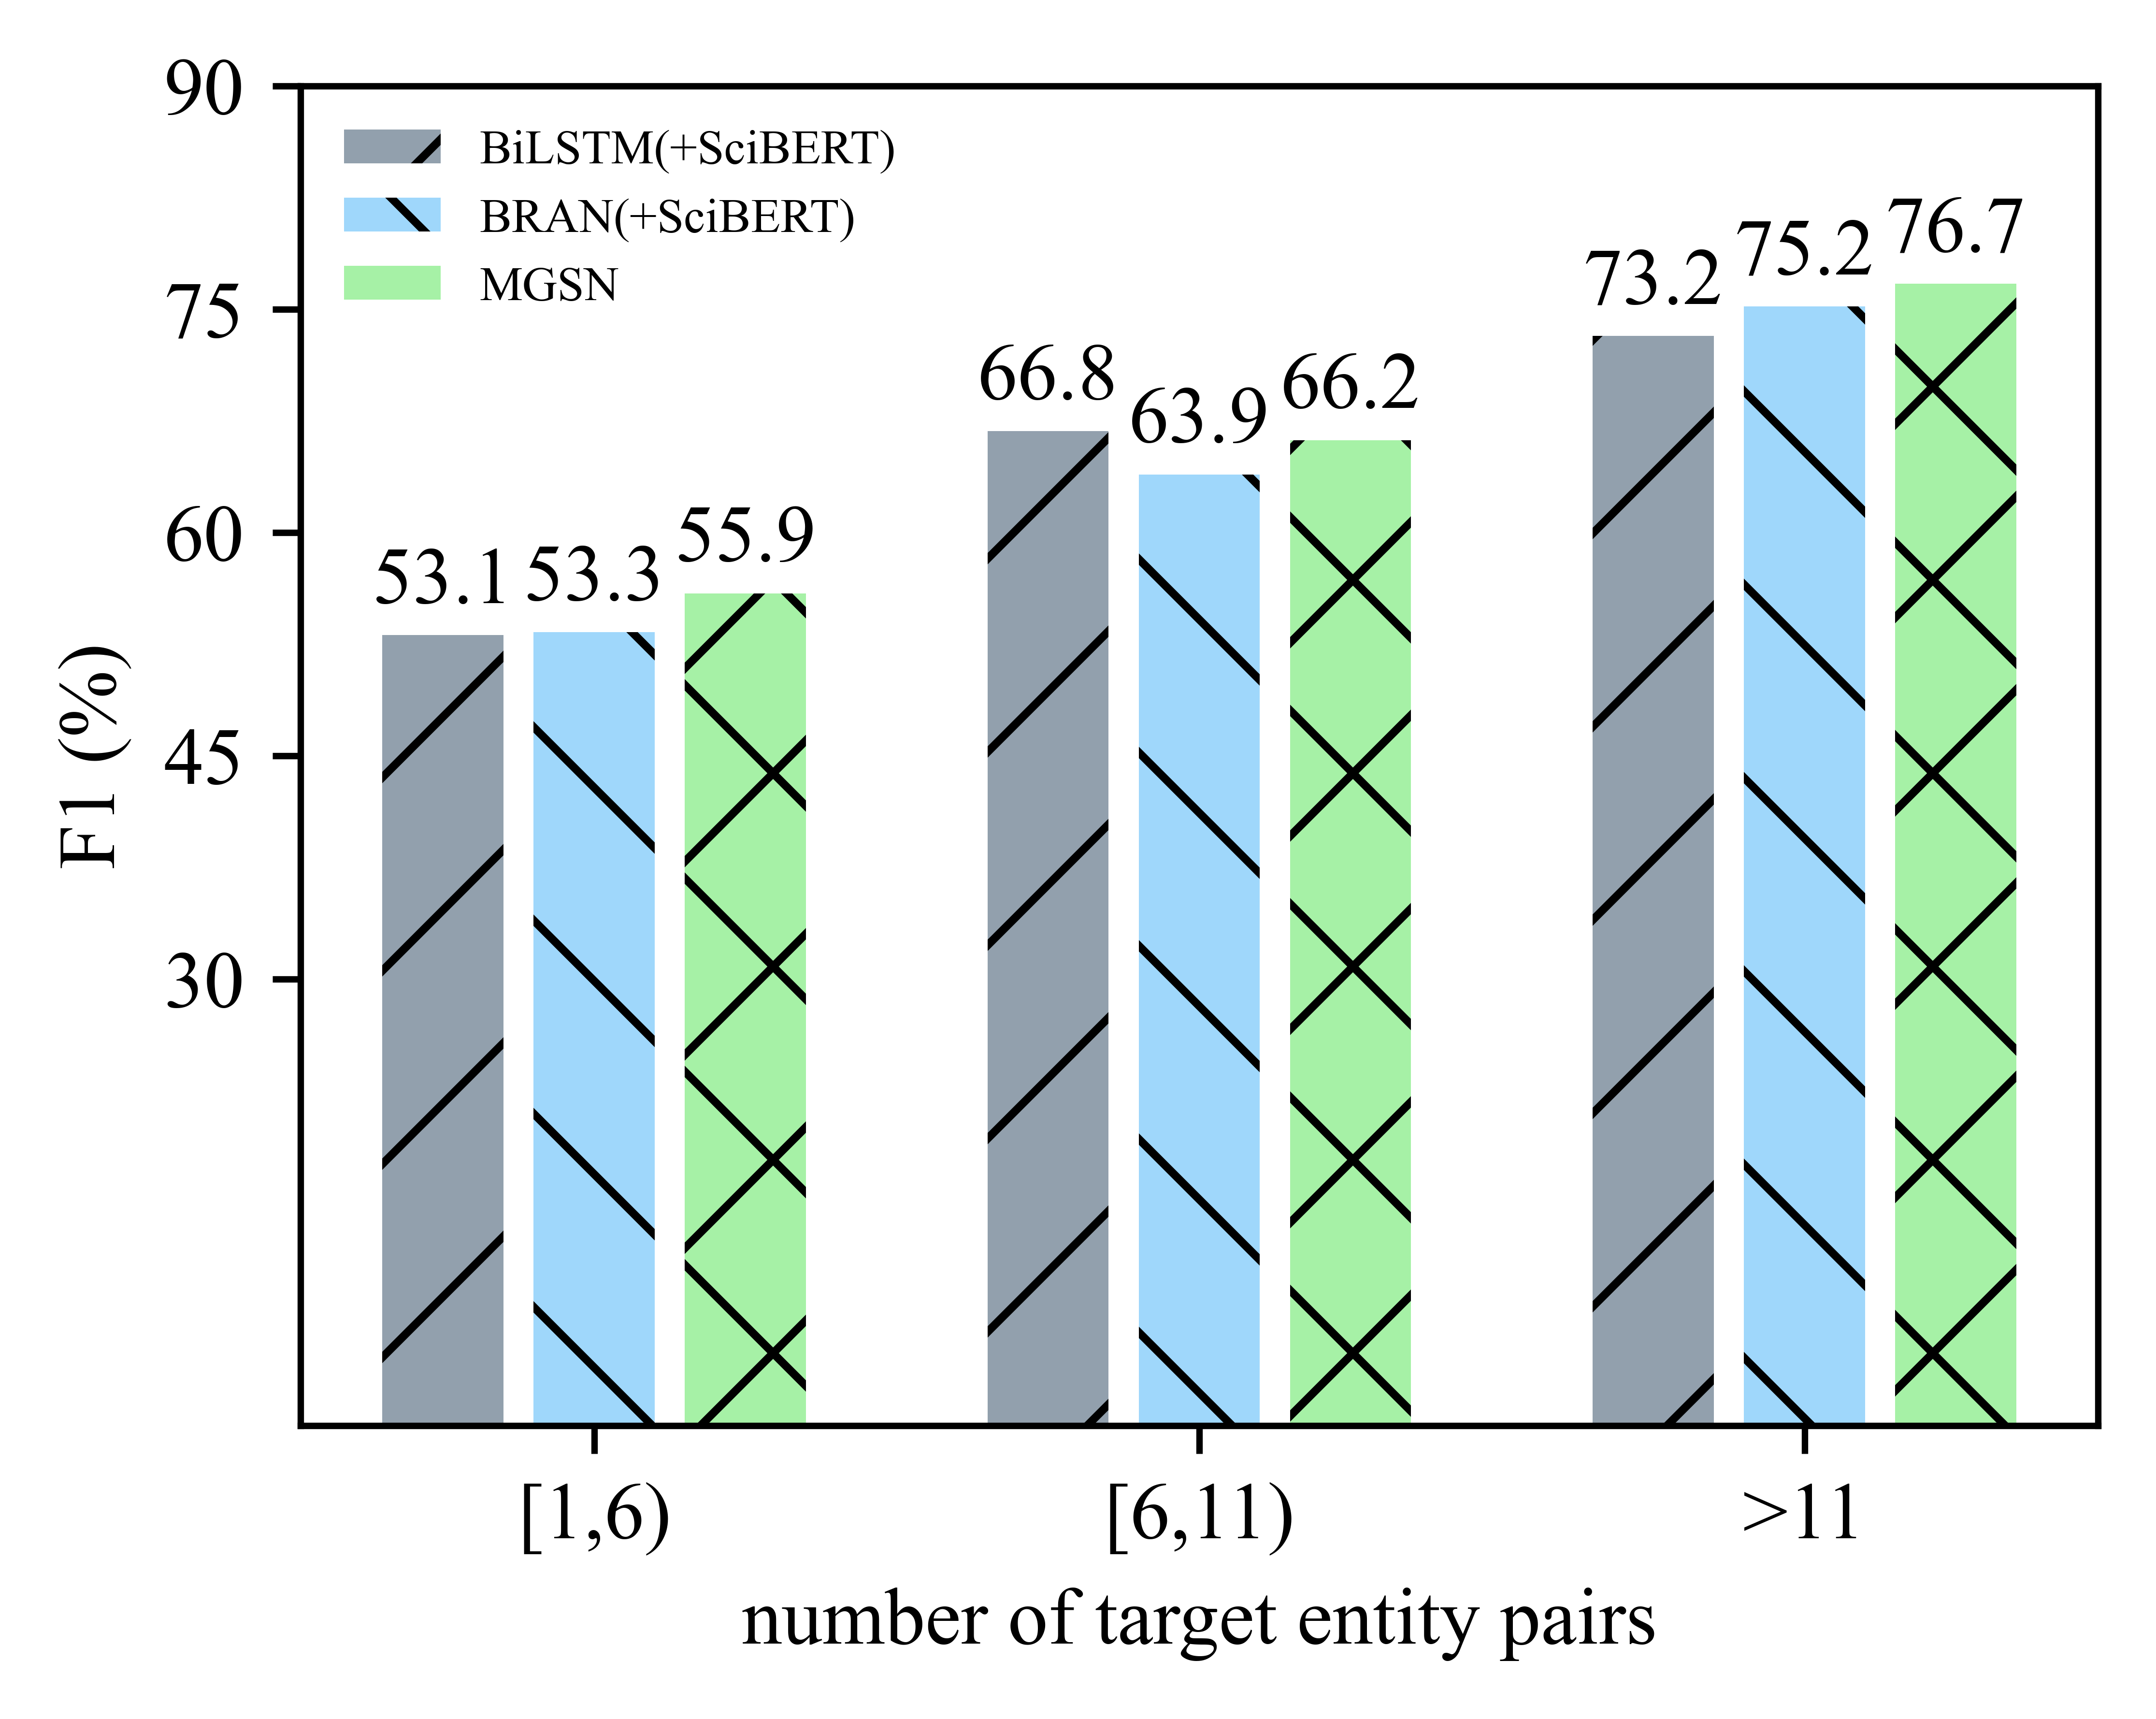 90
75
60
45
30
F1 (%)
BiLSTM(+SciBERT)
BRAN(+SciBERT)
MGSN
53.1 53.3 55.9
66.8 63.9 66.2
73.2 75.2 76.7
[1,6) [6,11) >11
number of target entity pairs